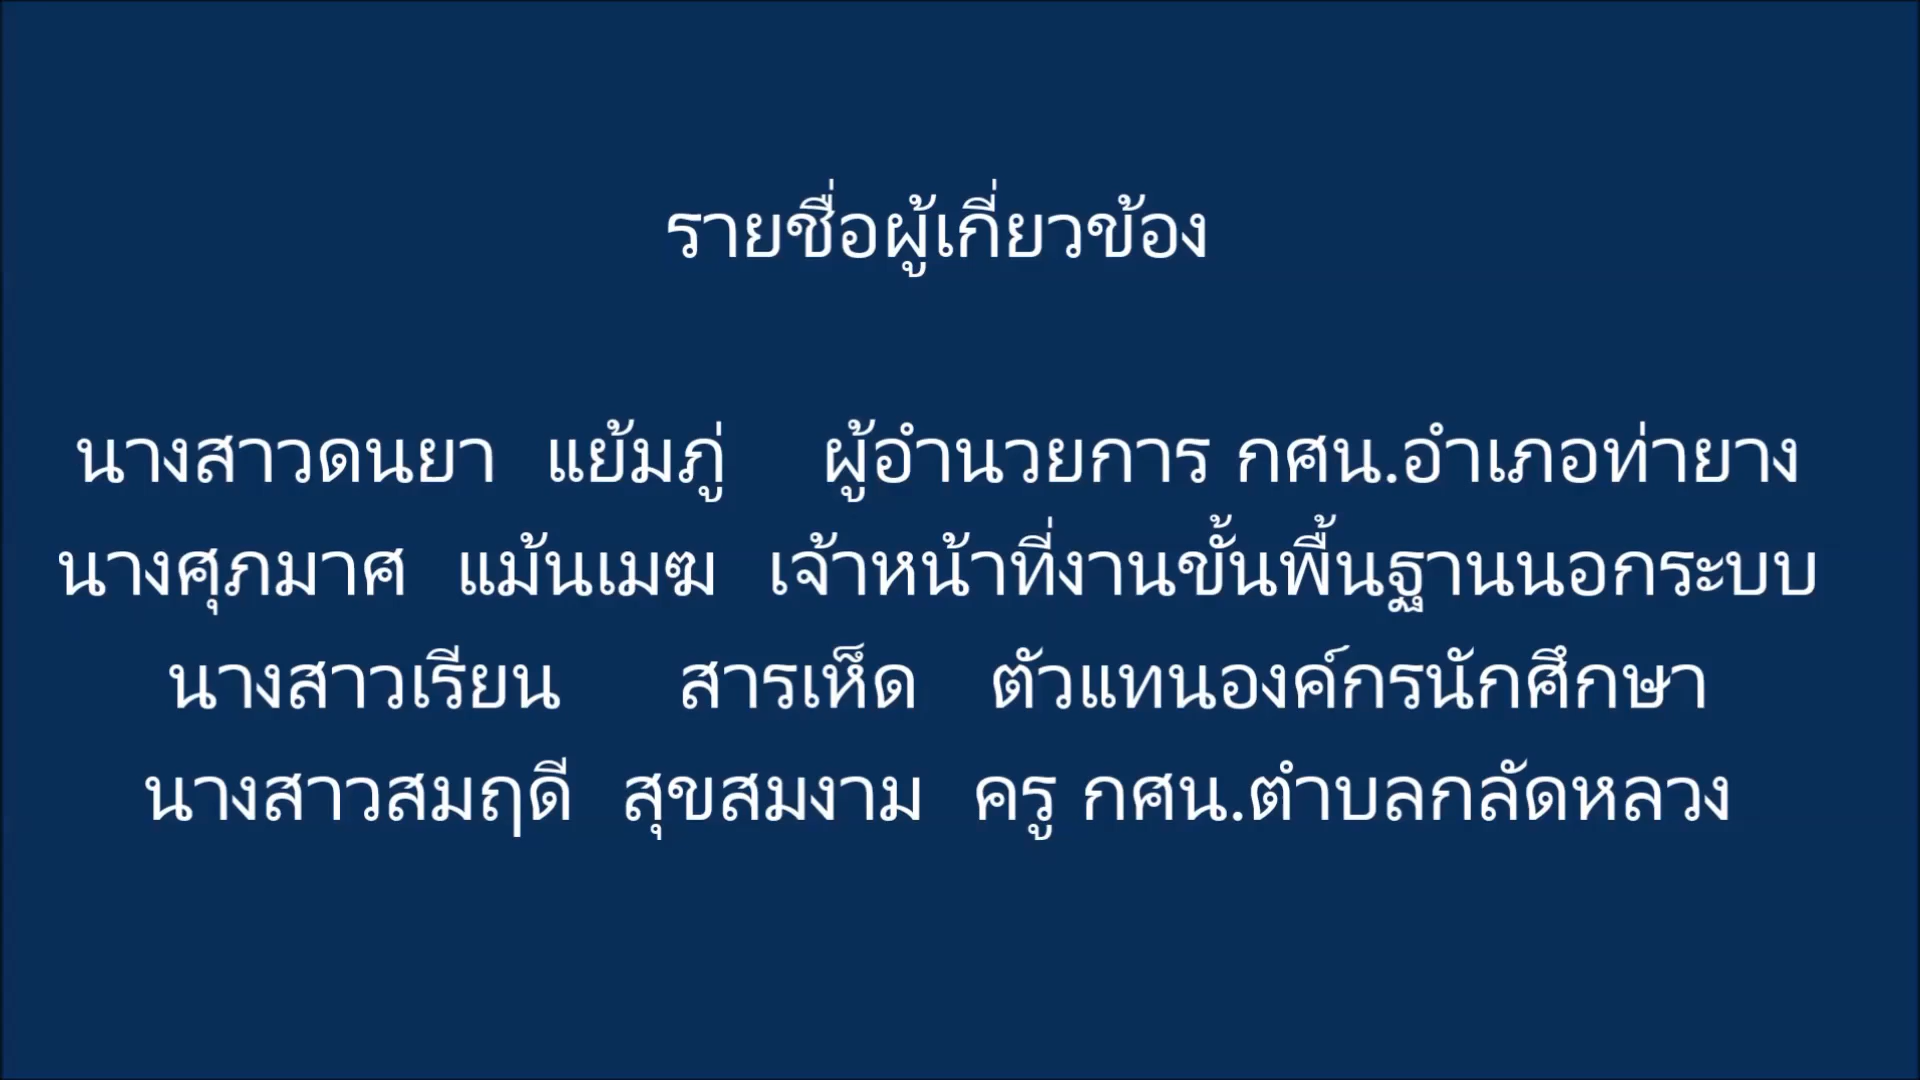 รายชื่อผู้เกี่ยวข้อง
นางสาวดนยา แย้มภู่ ผู้อำนวยการ กศน.อำเภอท่ายาง
นางศุภมาศ แม้นเมฆ เจ้าหน้าที่งานขั้นพื้นฐานนอกระบบ
นางสาวเรียน สารเห็ด ตัวแทนองค์กรนักศึกษา
นางสาวสมฤดี สุขสมงาม ครู กศน.ตำบลกลัดหลวง